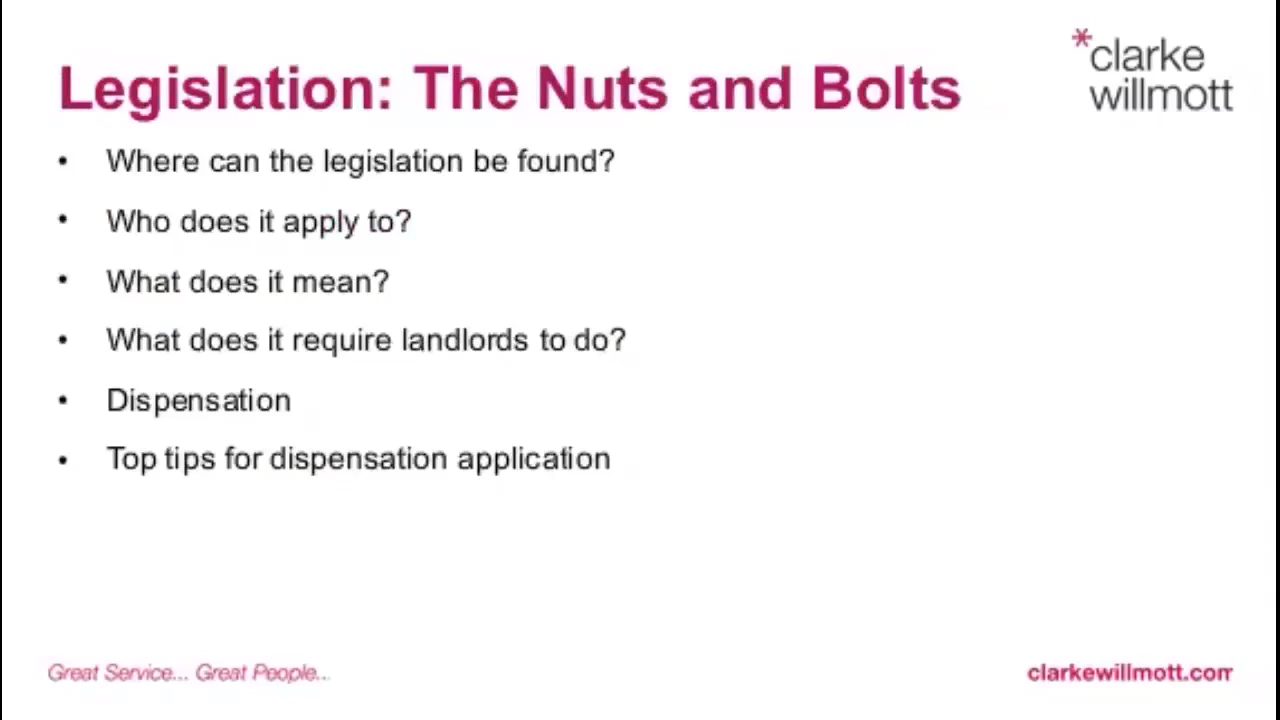 Legislation: The Nuts and Bolts
*clarke
willmott
• Where can the legislation be found?
• Who does it apply to?
• What does it mean?
• What does it require landlords to do?
• Dispensation
• Top tips for dispensation application
Great Service... Great People...
clarkewillmott.com